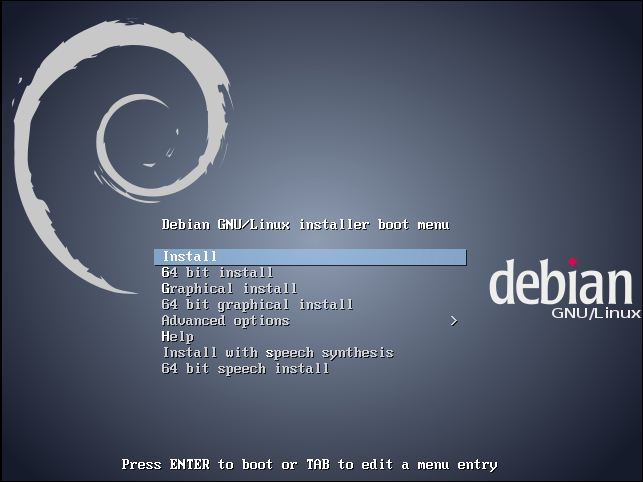 Debian GNU/Linux installer boot menu
Install
64 bit install
Graphical install
64 bit graphical install
Advanced options >
Help
Install with speech synthesis
64 bit speech install
debian
GNU/Linux
Press ENTER to boot or TAB to edit a menu entry